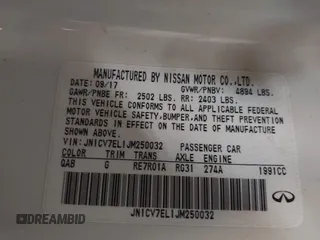 MANUFACTURED BY NISSAN MOTOR CO.,LTD.
DATE: 09/17 GVWR/PNBV: 4894 LBS.
GAWR/PNBE FR: 2502 LBS. RR: 2403 LBS.
THIS VEHICLE CONFORMS TO ALL APPLICABLE FEDERAL
MOTOR VEHICLE SAFETY,BUMPER,AND THEFT PREVENTION
STANDARDS IN EFFECT ON THE DATE OF MANUFACTURE
SHOWN ABOVE.
VIN: JN1CV7EL1JM250032 PASSENGER CAR
COLOR TRIM TRANS AXLE ENGINE
QAB G RE7R01A RG31 274A 1991CC
JN1CV7EL1JM250032
INFINITI
DREAMBID